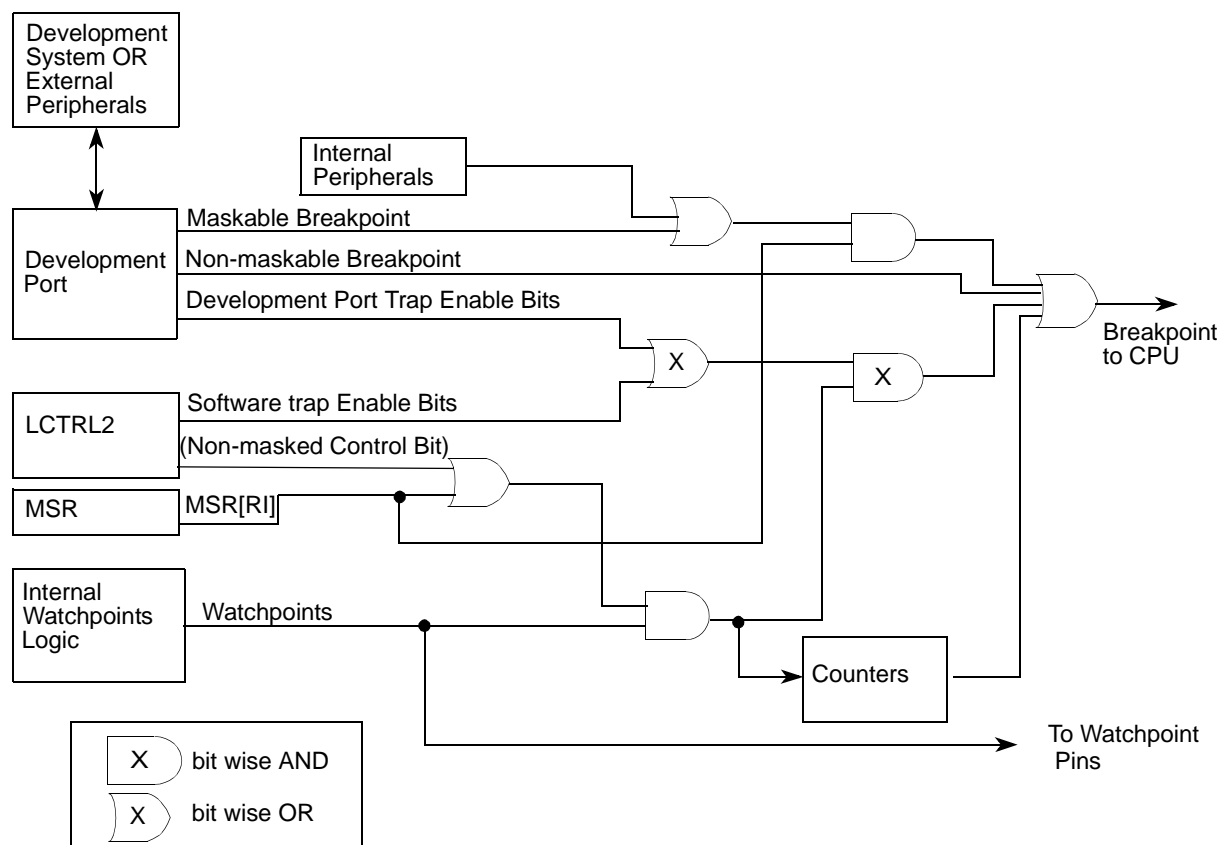 Development
System OR
External
Peripherals
Internal
Peripherals
Maskable Breakpoint
Development
Port
Non-maskable Breakpoint
Development Port Trap Enable Bits
Breakpoint
to CPU
X
X
LCTRL2
Software trap Enable Bits
(Non-masked Control Bit)
MSR
MSR[RI]
Internal
Watchpoints
Logic
Watchpoints
Counters
To Watchpoint
Pins
X bit wise AND
X bit wise OR